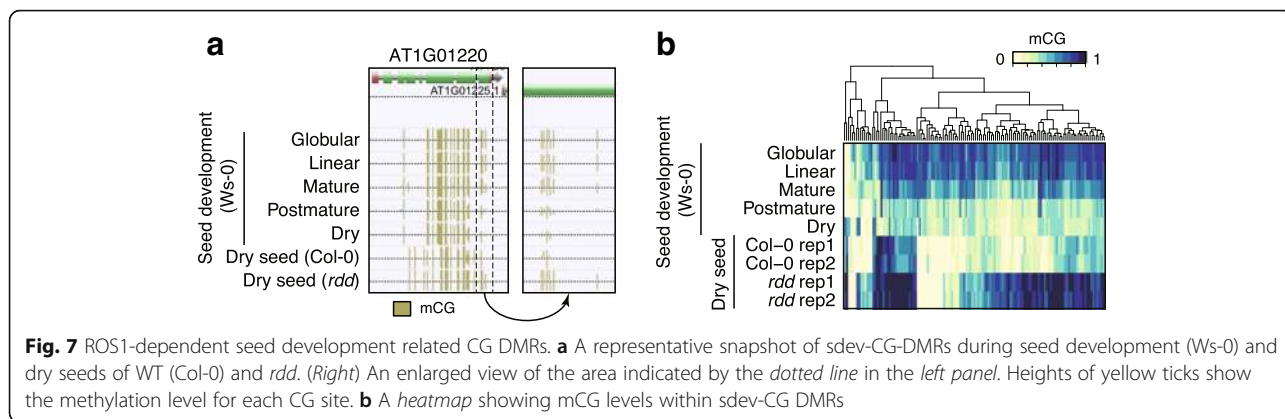 a
AT1G01220
AT1G01225.1
Seed development
(Ws-0)
Globular
Linear
Mature
Postmature
Dry
Dry seed (Col-0)
Dry seed (rdd)
mCG
b
mCG
0 1
Seed development
(Ws-0)
Globular
Linear
Mature
Postmature
Dry
Dry seed
Col–0 rep1
Col–0 rep2
rdd rep1
rdd rep2
Fig. 7 ROS1-dependent seed development related CG DMRs. a A representative snapshot of sdev-CG-DMRs during seed development (Ws-0) and
dry seeds of WT (Col-0) and rdd. (Right) An enlarged view of the area indicated by the dotted line in the left panel. Heights of yellow ticks show
the methylation level for each CG site. b A heatmap showing mCG levels within sdev-CG DMRs